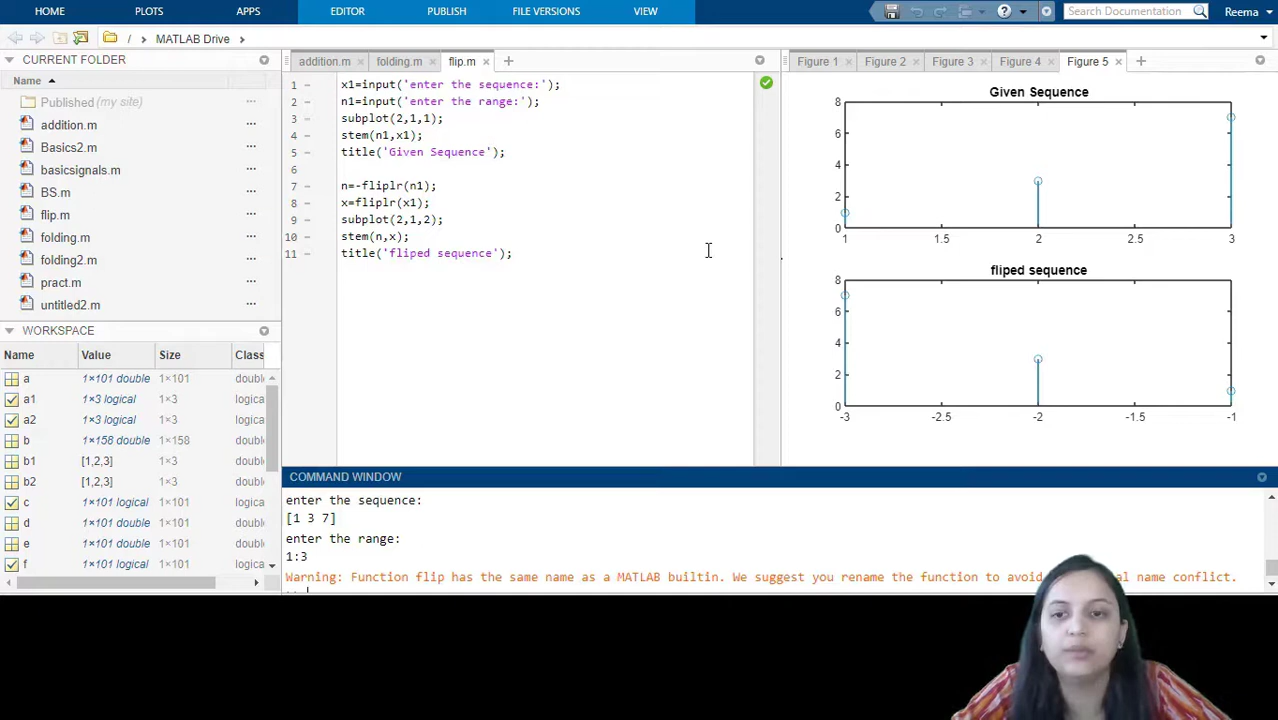 HOME PLOTS APPS EDITOR PUBLISH FILE VERSIONS VIEW Search Documentation Reema
/ MATLAB Drive
CURRENT FOLDER
Name
Published (my site)
addition.m
Basics2.m
basicsignals.m
BS.m
flip.m
folding.m
folding2.m
pract.m
untitled2.m
WORKSPACE
Name Value Size Class
a 1×101 double 1×101 double
a1 1×3 logical 1×3 logica
a2 1×3 logical 1×3 logica
b 1×158 double 1×158 double
b1 [1,2,3] 1×3 double
b2 [1,2,3] 1×3 double
c 1×101 logical 1×101 logica
d 1×101 double 1×101 double
e 1×101 double 1×101 double
f 1×101 logical 1×101 logica
addition.m folding.m flip.m
1 x1=input('enter the sequence:');
2 n1=input('enter the range:');
3 subplot(2,1,1);
4 stem(n1,x1);
5 title('Given Sequence');
6
7 n=-fliplr(n1);
8 x=fliplr(x1);
9 subplot(2,1,2);
10 stem(n,x);
11 title('fliped sequence');
Figure 1 Figure 2 Figure 3 Figure 4 Figure 5
Given Sequence
8
6
4
2
0
1 1.5 2 2.5 3
fliped sequence
8
6
4
2
0
-3 -2.5 -2 -1.5 -1
COMMAND WINDOW
enter the sequence:
[1 3 7]
enter the range:
1:3
Warning: Function flip has the same name as a MATLAB builtin. We suggest you rename the function to avoid name conflict.